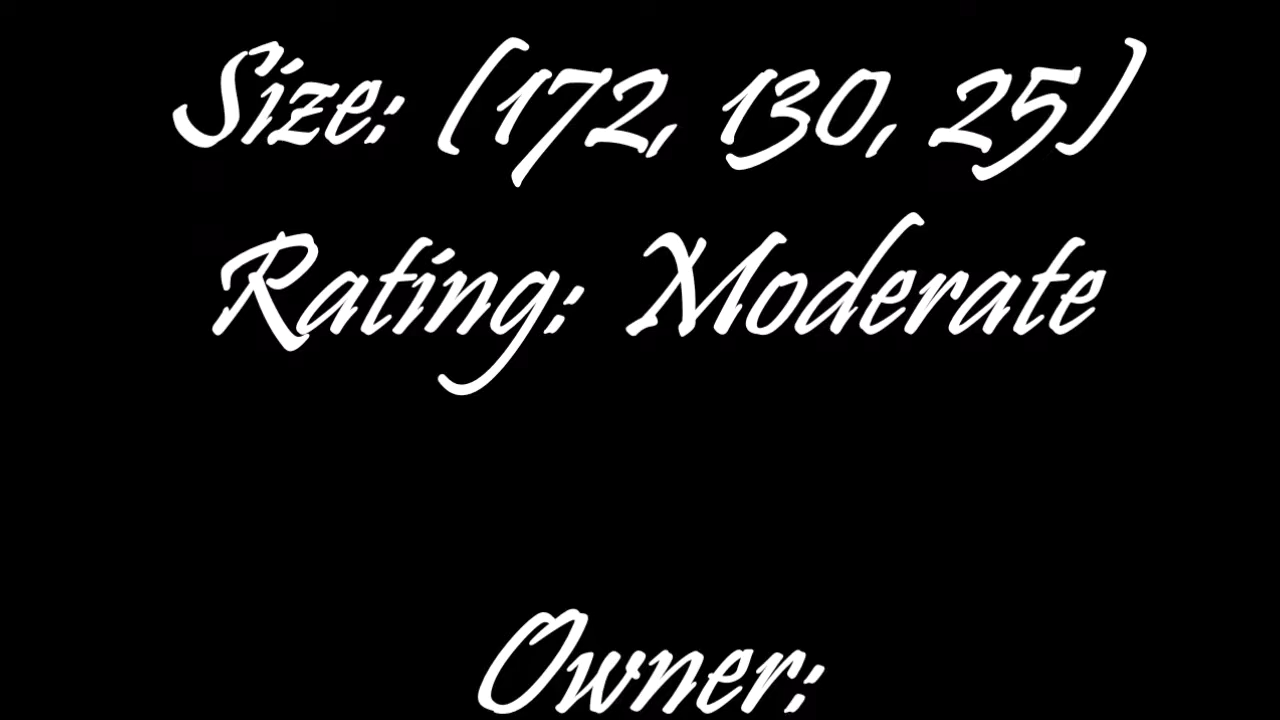 Size: (172, 130, 25)
Rating: Moderate
Owner: